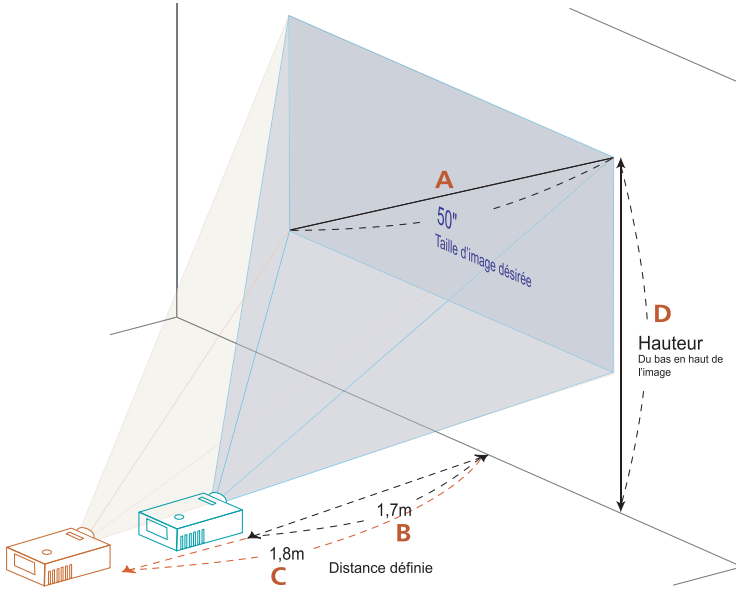 A
50"
Taille d'image désirée
D
Hauteur
Du bas en haut de
l'image
1,7m
B
1,8m
C
Distance définie